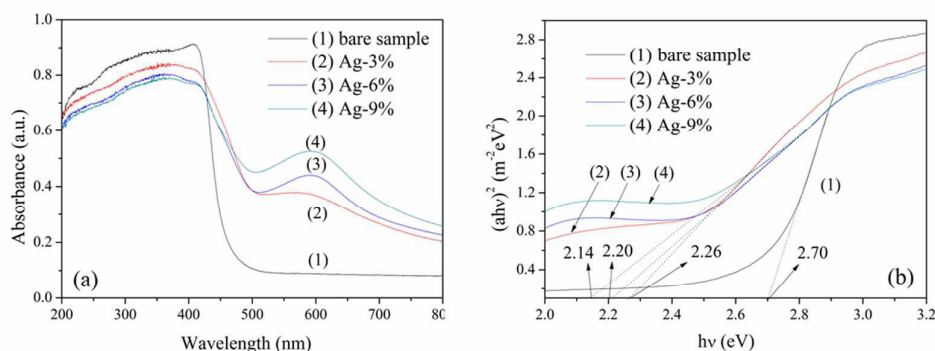 1.0
0.8
0.6
0.4
0.2
0.0
Absorbance (a.u.)
(1) bare sample
(2) Ag-3%
(3) Ag-6%
(4) Ag-9%
(4)
(3)
(2)
(1)
(a)
200 300 400 500 600 700 80
Wavelength (nm)
2.8
2.4
2.0
1.6
1.2
0.8
0.4
(ahν)² (m⁻²eV²)
(1) bare sample
(2) Ag-3%
(3) Ag-6%
(4) Ag-9%
(2) (3) (4)
(1)
2.14 2.20 2.26 2.70
(b)
2.0 2.2 2.4 2.6 2.8 3.0 3.2
hν (eV)